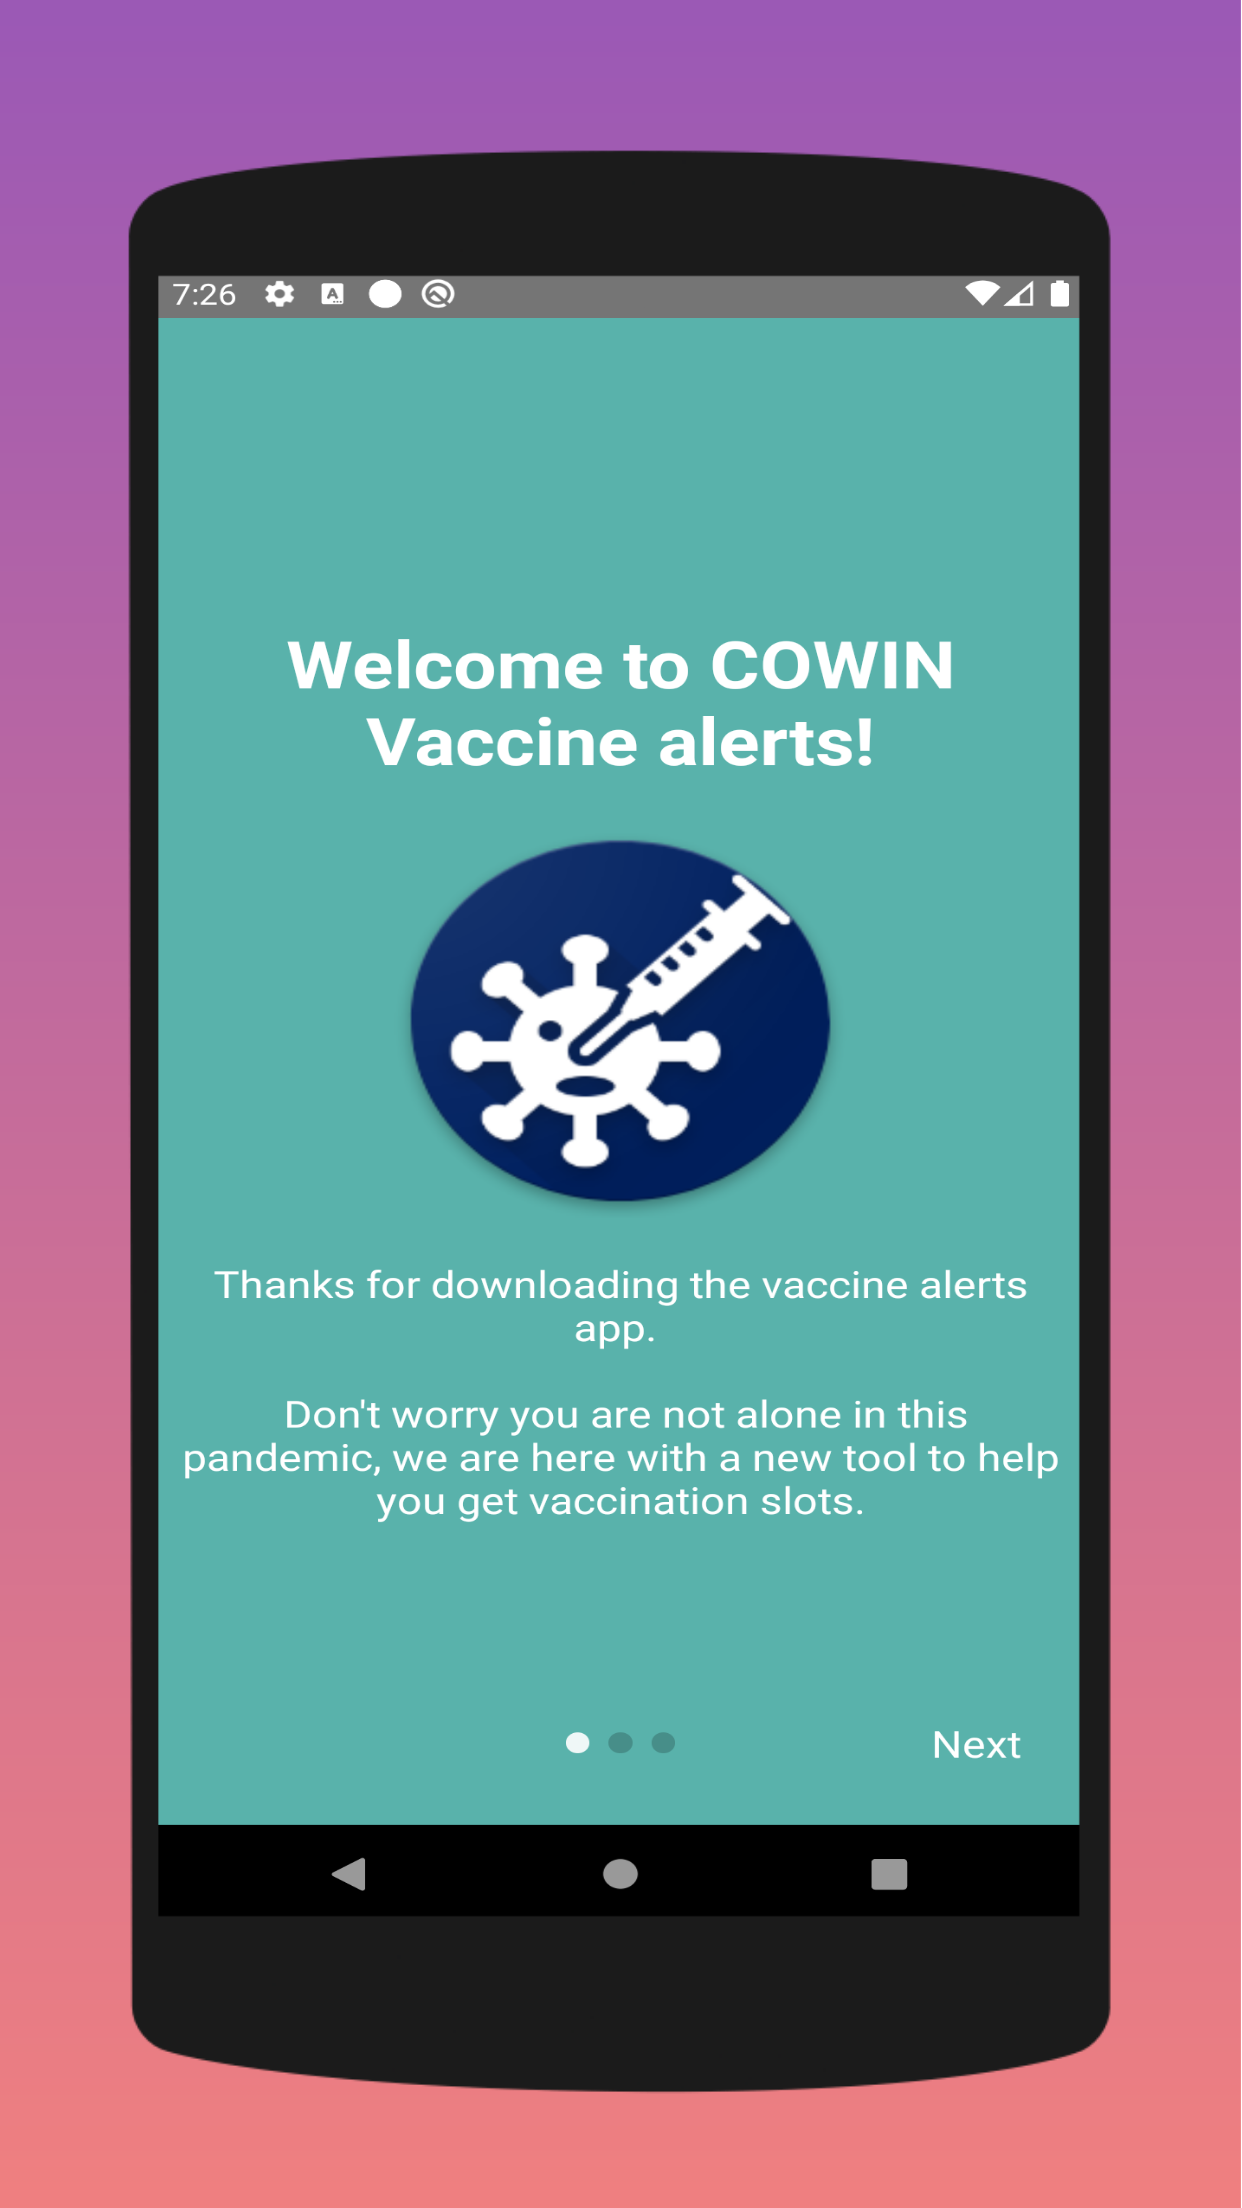 7:26
Welcome to COWIN
Vaccine alerts!
Thanks for downloading the vaccine alerts
app.
Don't worry you are not alone in this
pandemic, we are here with a new tool to help
you get vaccination slots.
Next